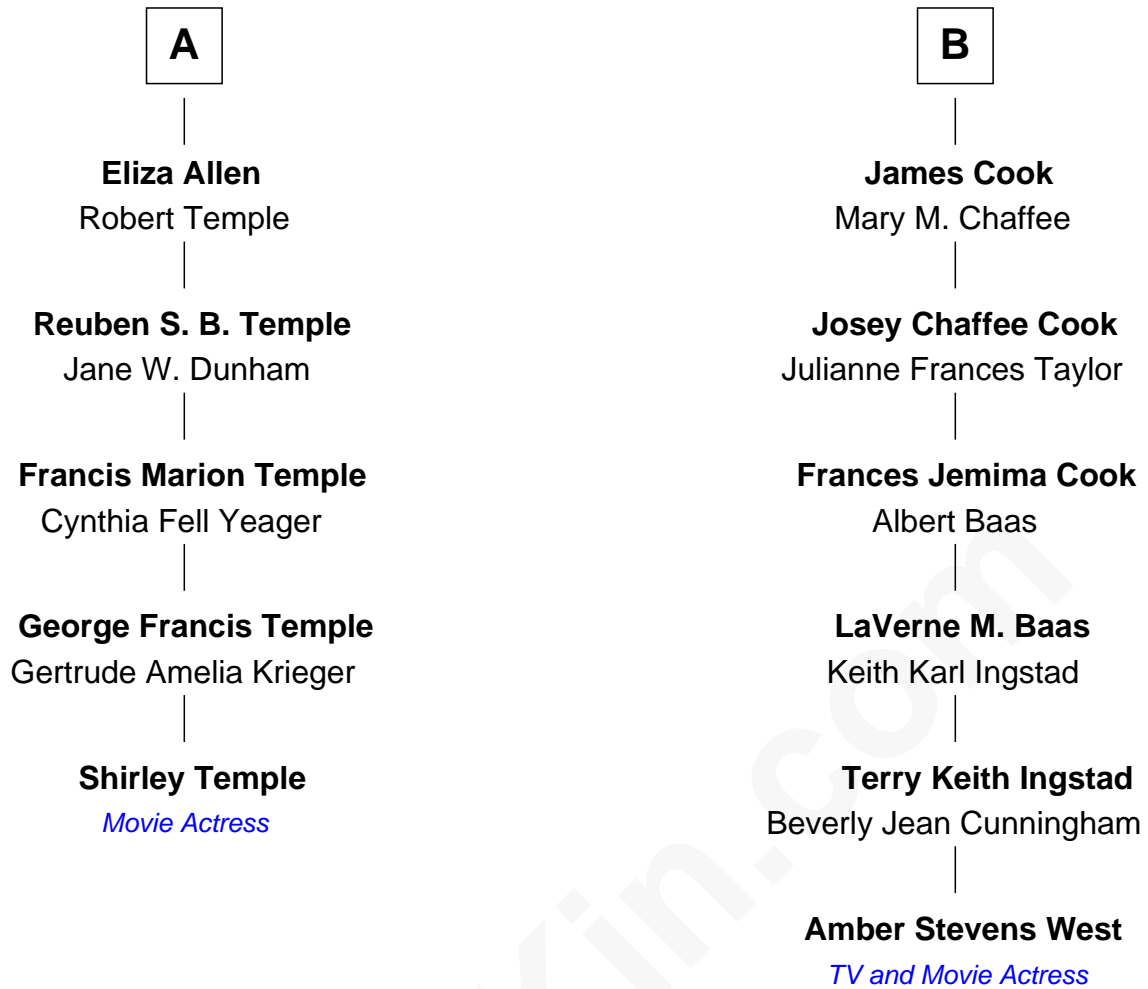 A
Eliza Allen
Robert Temple
Reuben S. B. Temple
Jane W. Dunham
Francis Marion Temple
Cynthia Fell Yeager
George Francis Temple
Gertrude Amelia Krieger
Shirley Temple
Movie Actress
B
James Cook
Mary M. Chaffee
Josey Chaffee Cook
Julianne Frances Taylor
Frances Jemima Cook
Albert Baas
LaVerne M. Baas
Keith Karl Ingstad
Terry Keith Ingstad
Beverly Jean Cunningham
Amber Stevens West
TV and Movie Actress
Kin.com